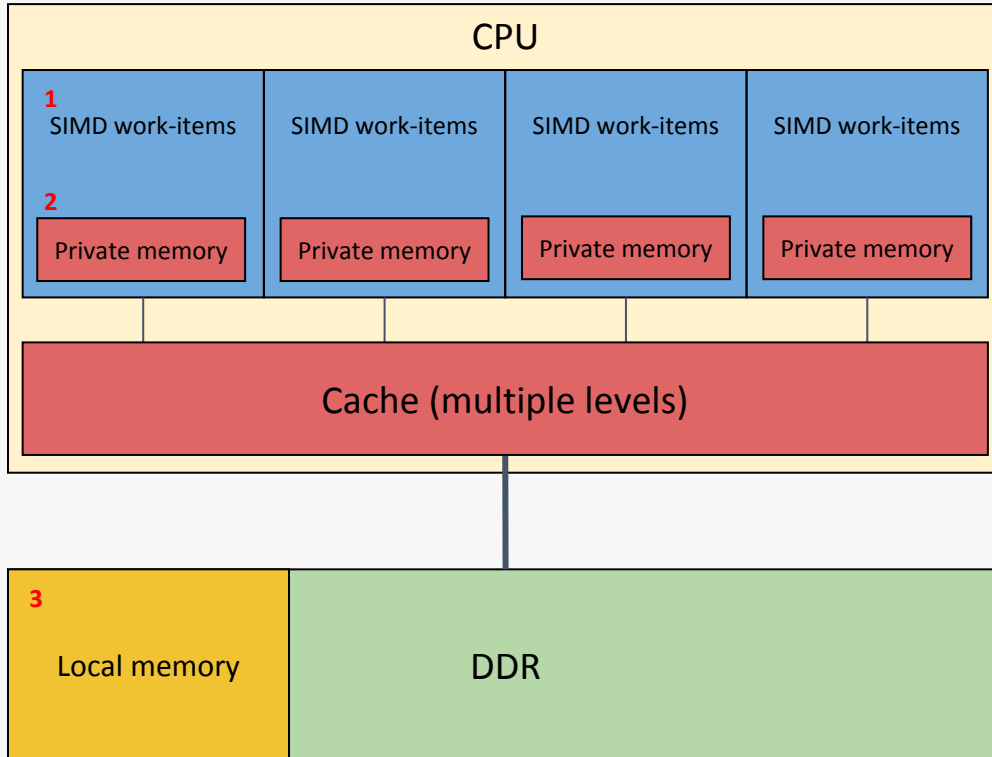 CPU
1
SIMD work-items
SIMD work-items
SIMD work-items
SIMD work-items
2
Private memory
Private memory
Private memory
Private memory
Cache (multiple levels)
3
Local memory
DDR